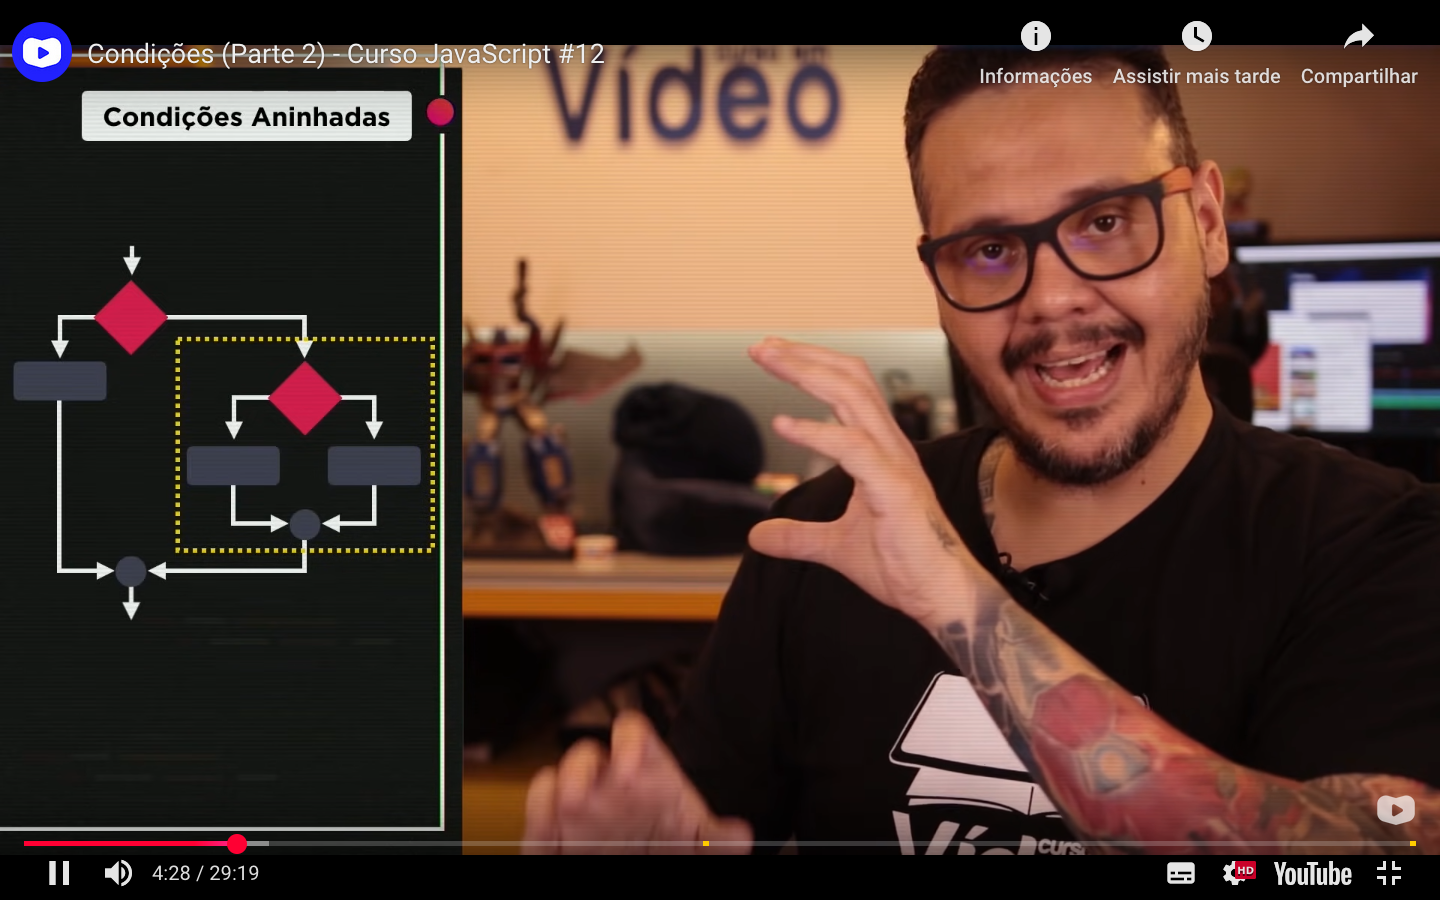 Condições (Parte 2) - Curso JavaScript #12
Informações
Assistir mais tarde
Compartilhar
Vídeo
Condições Aninhadas
curso
4:28 / 29:19
HD
YouTube